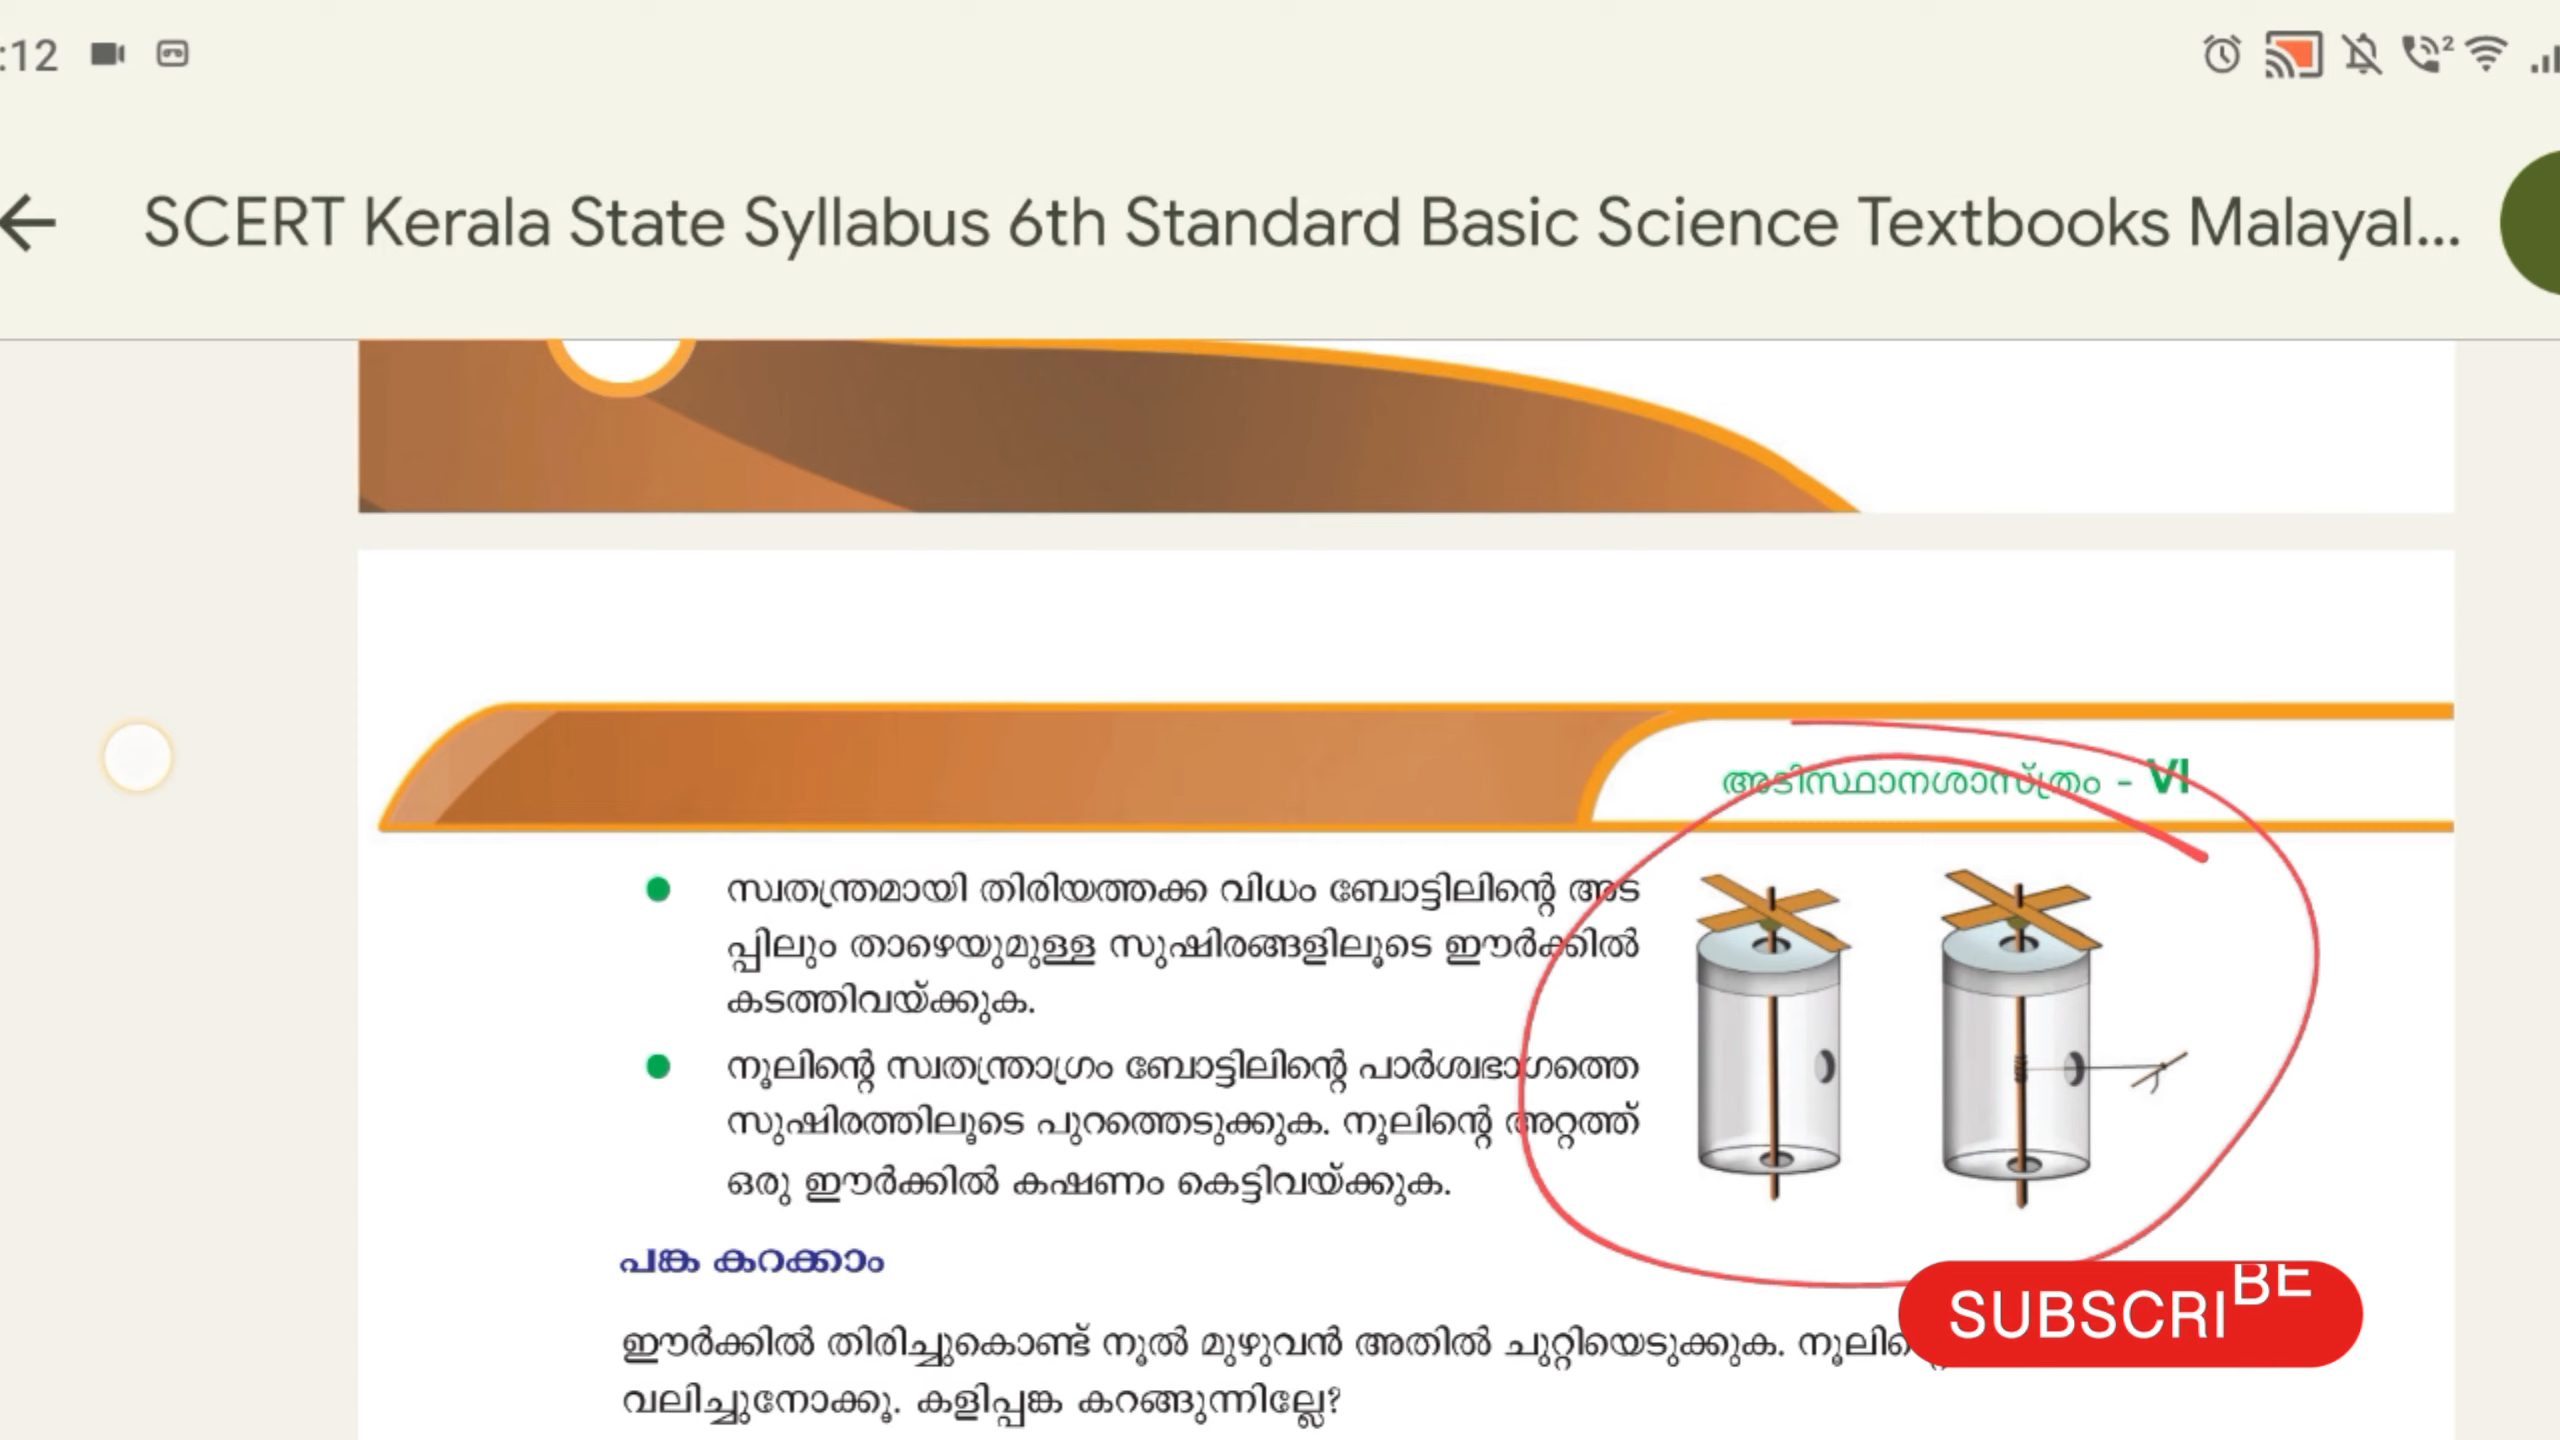 :12
2
SCERT Kerala State Syllabus 6th Standard Basic Science Textbooks Malayal...
അടിസ്ഥാനശാസ്ത്രം - VI
സ്വതന്ത്രമായി തിരിയത്തക്ക വിധം ബോട്ടിലിന്റെ അട
പ്പിലും താഴെയുമുള്ള സുഷിരങ്ങളിലൂടെ ഈർക്കിൽ
കടത്തിവയ്ക്കുക.
നൂലിന്റെ സ്വതന്ത്രാഗ്രം ബോട്ടിലിന്റെ പാർശ്വഭാഗത്തെ
സുഷിരത്തിലൂടെ പുറത്തെടുക്കുക. നൂലിന്റെ അറ്റത്ത്
ഒരു ഈർക്കിൽ കഷണം കെട്ടിവയ്ക്കുക.
പങ്ക കറക്കാം
ഈർക്കിൽ തിരിച്ചുകൊണ്ട് നൂൽ മുഴുവൻ അതിൽ ചുറ്റിയെടുക്കുക.
വലിച്ചുനോക്കൂ. കളിപ്പങ്ക കറങ്ങുന്നില്ലേ?
SUBSCRIBE